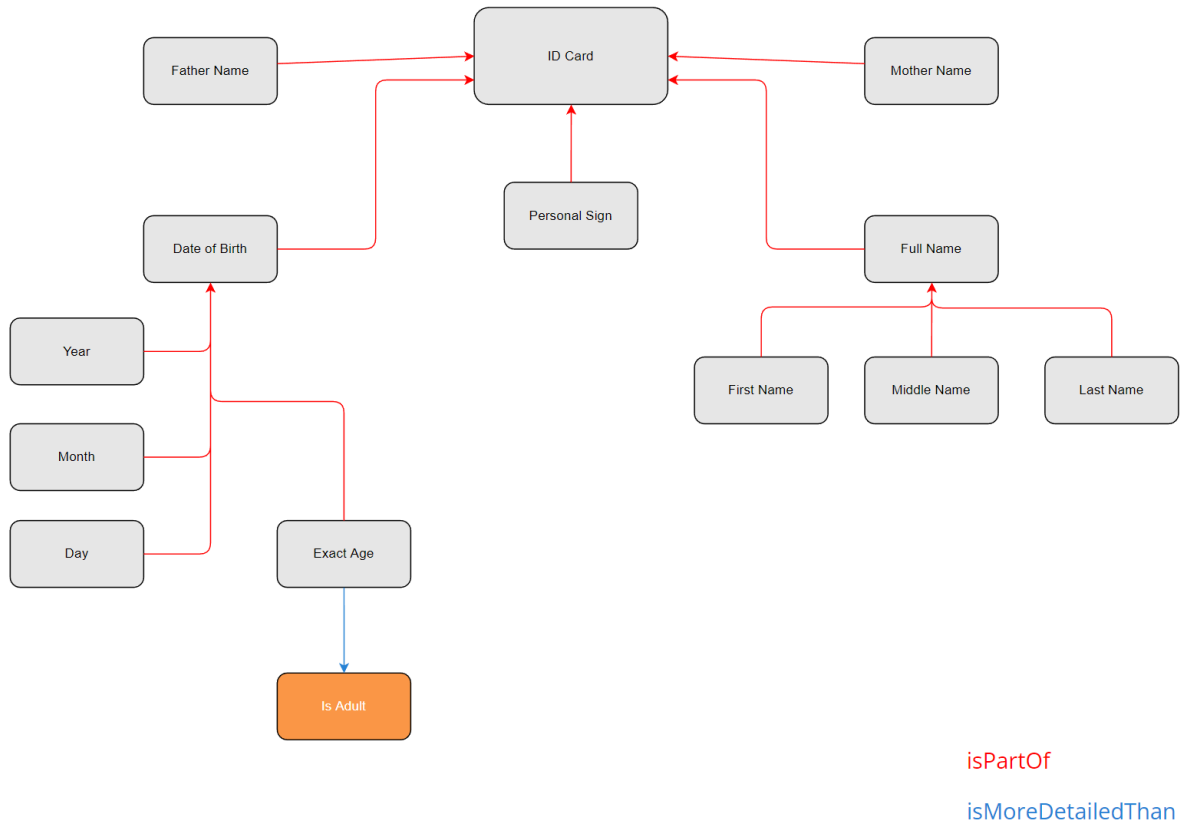 ID Card
Father Name
Mother Name
Personal Sign
Date of Birth
Full Name
Year
First Name
Middle Name
Last Name
Month
Day
Exact Age
Is Adult
isPartOf
isMoreDetailedThan